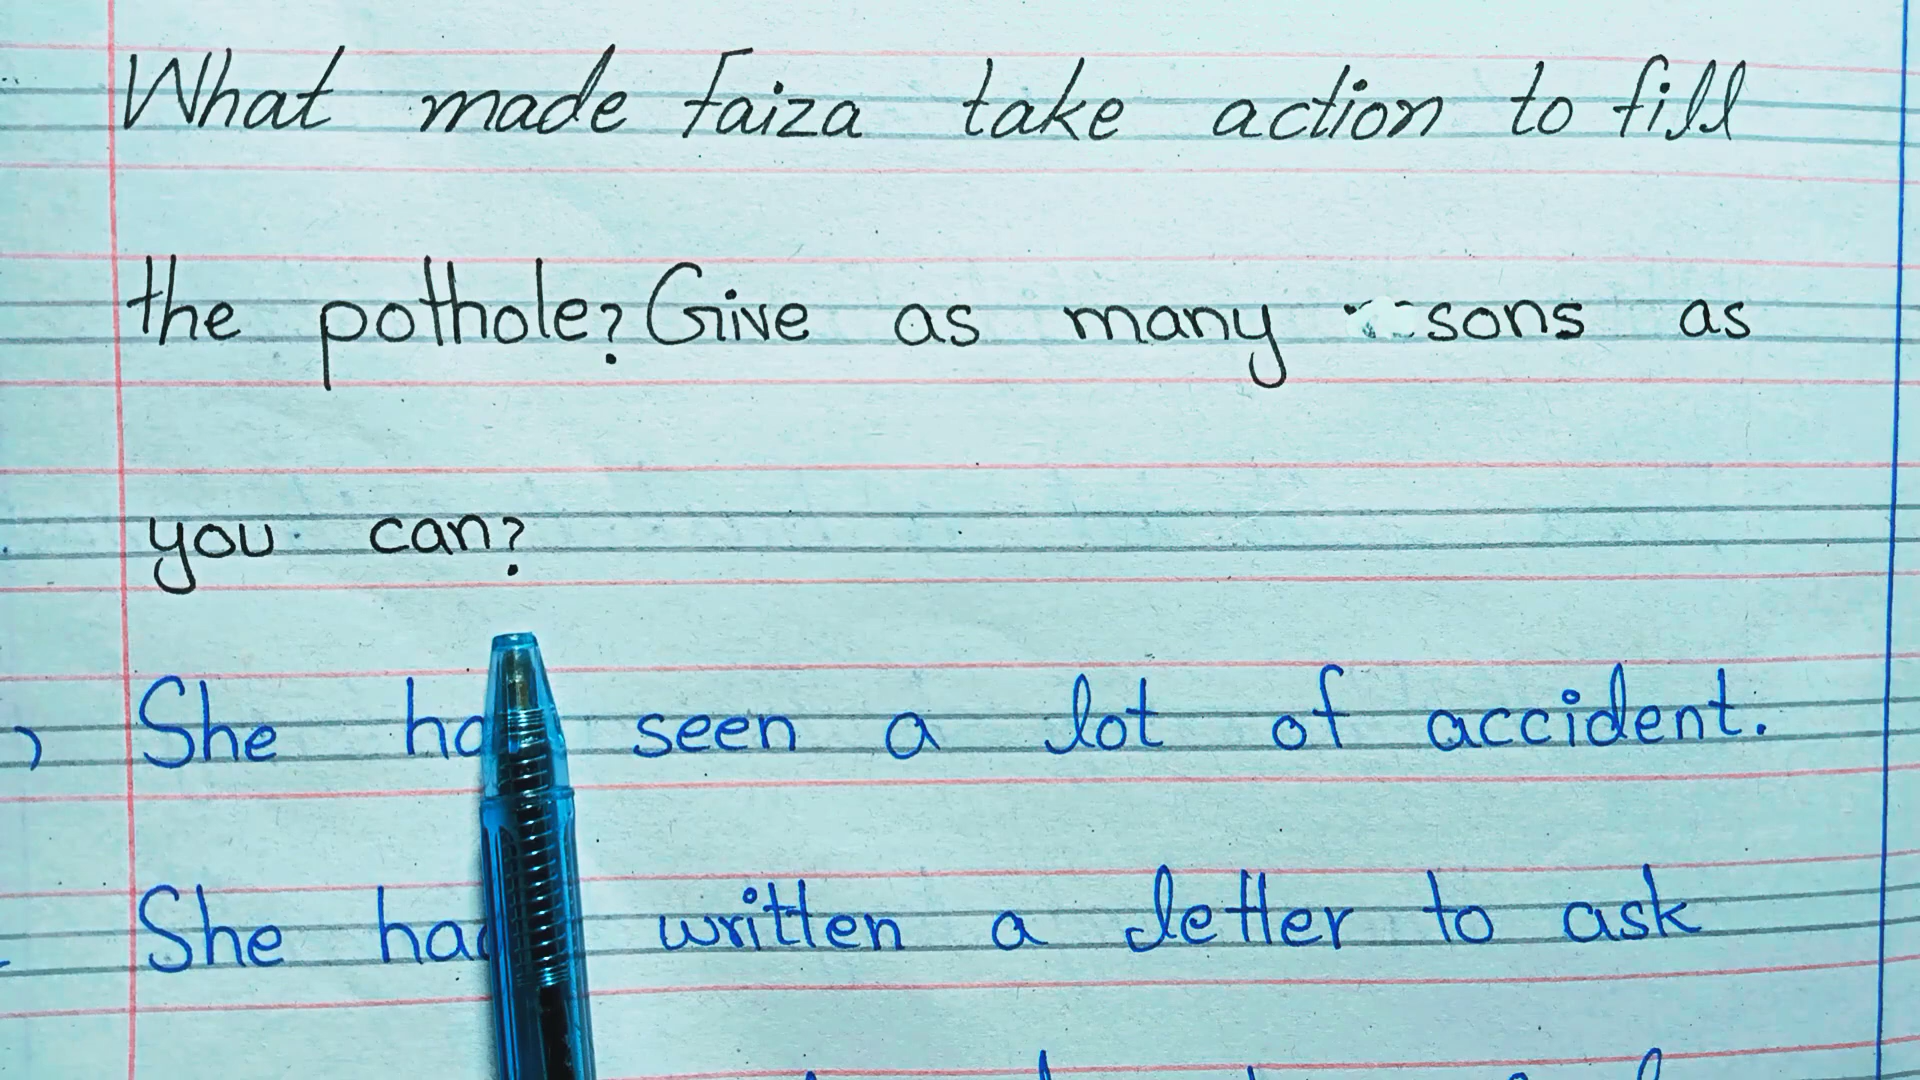 What made Faiza take action to fill
the pothole? Give as many as
you can?
She seen a lot of accident.
She written a letter to ask